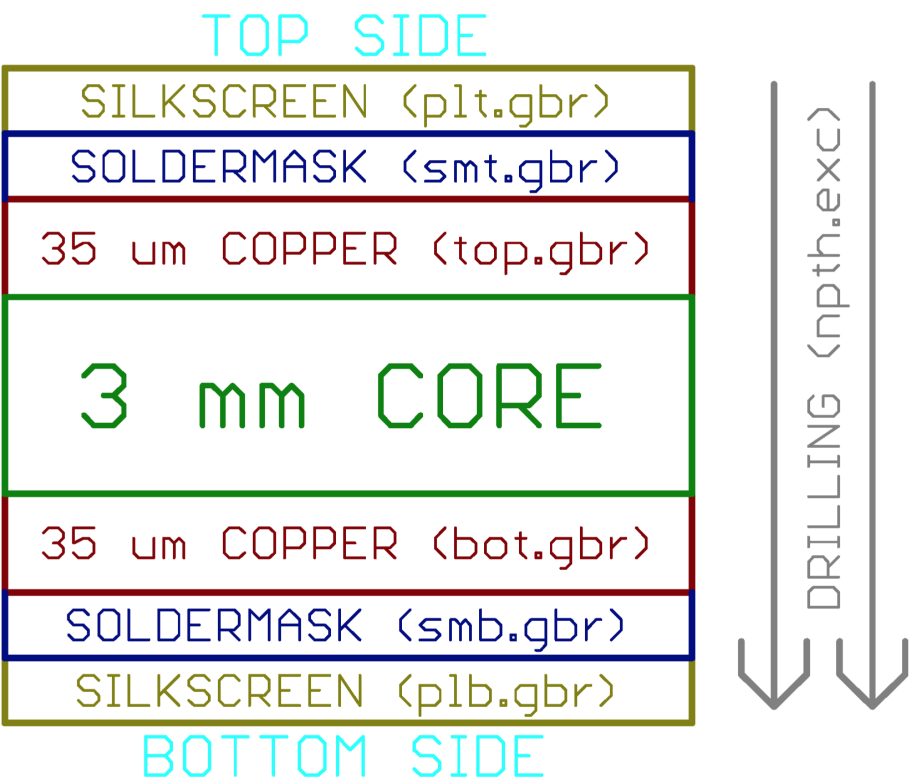 TOP SIDE
SILKSCREEN (plt.gbr)
SOLDERMASK (smt.gbr)
35 um COPPER (top.gbr)
3 mm CORE
35 um COPPER (bot.gbr)
SOLDERMASK (smb.gbr)
SILKSCREEN (plb.gbr)
BOTTOM SIDE
DRILLING (npth.exc)